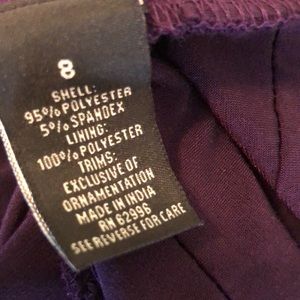 8
SHELL:
95% POLYESTER
5% SPANDEX
LINING:
100% POLYESTER
TRIMS:
EXCLUSIVE OF
ORNAMENTATION
MADE IN INDIA
RN 62996
SEE REVERSE FOR CARE